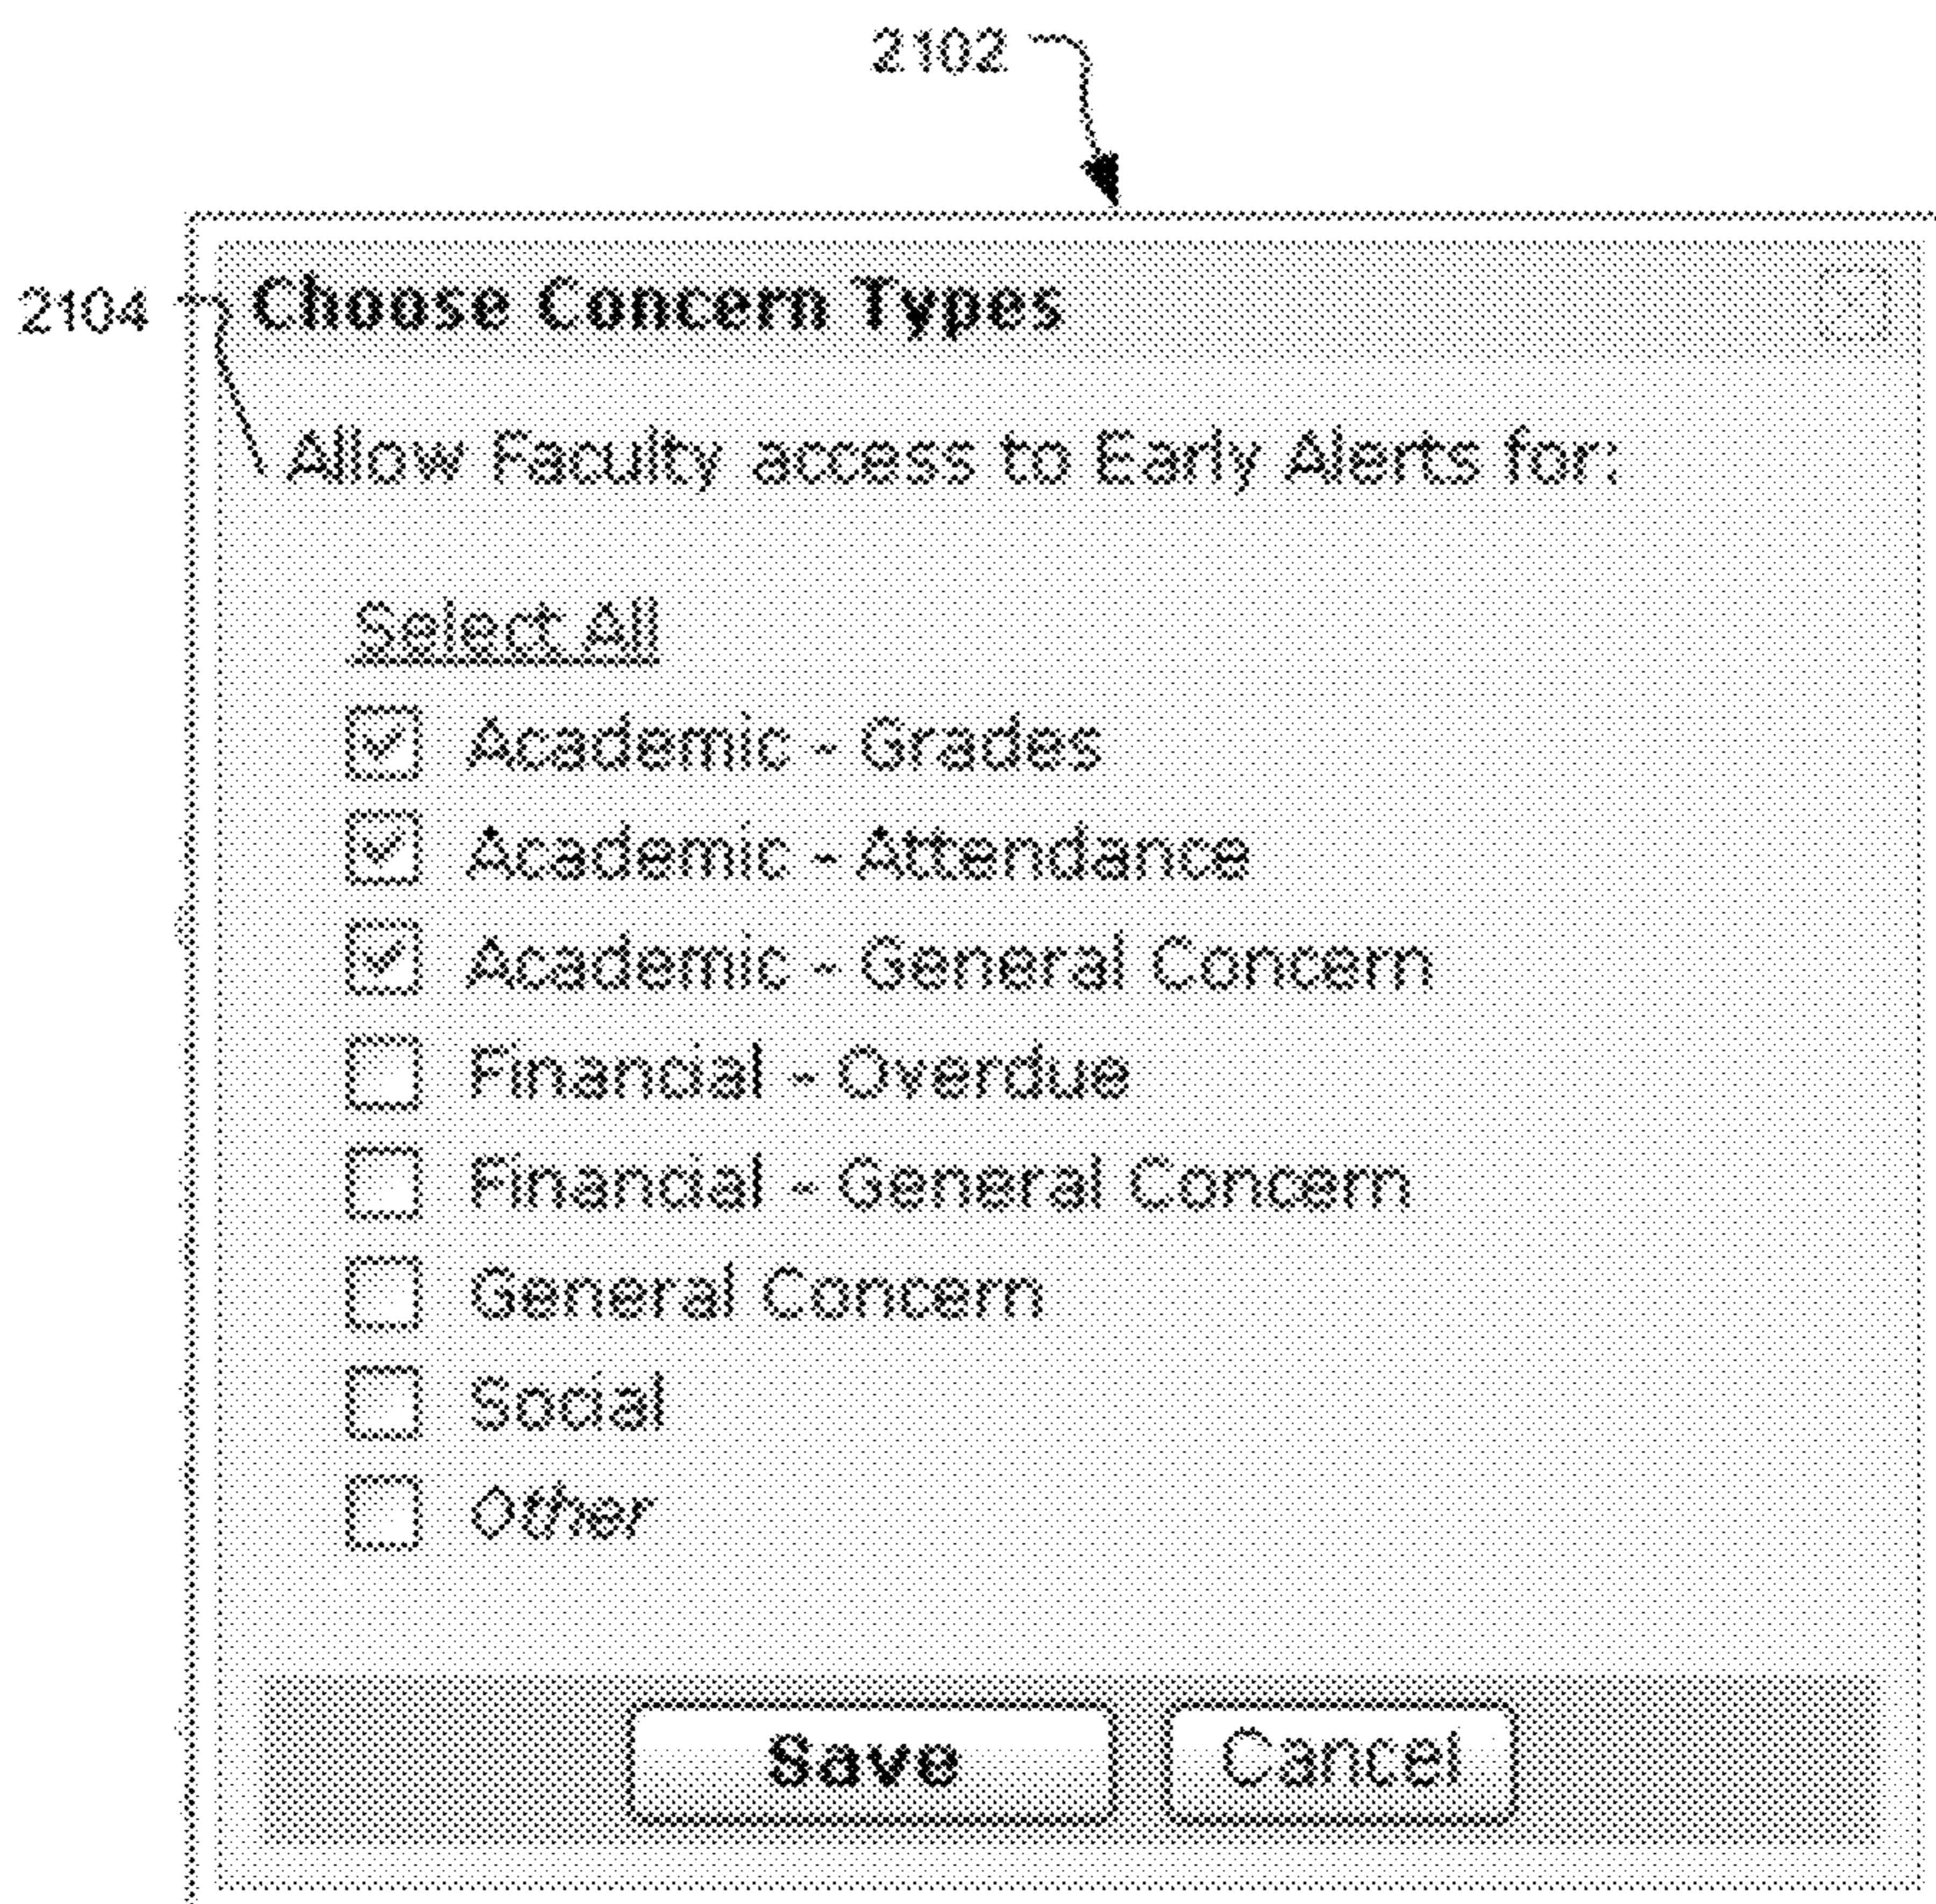 2102
2104
Choose Concern Types
Allow Faculty access to Early Alerts for:
Select All
Academic - Grades
Academic - Attendance
Academic - General Concern
Financial - Overdue
Financial - General Concern
General Concern
Social
Other
Save
Cancel